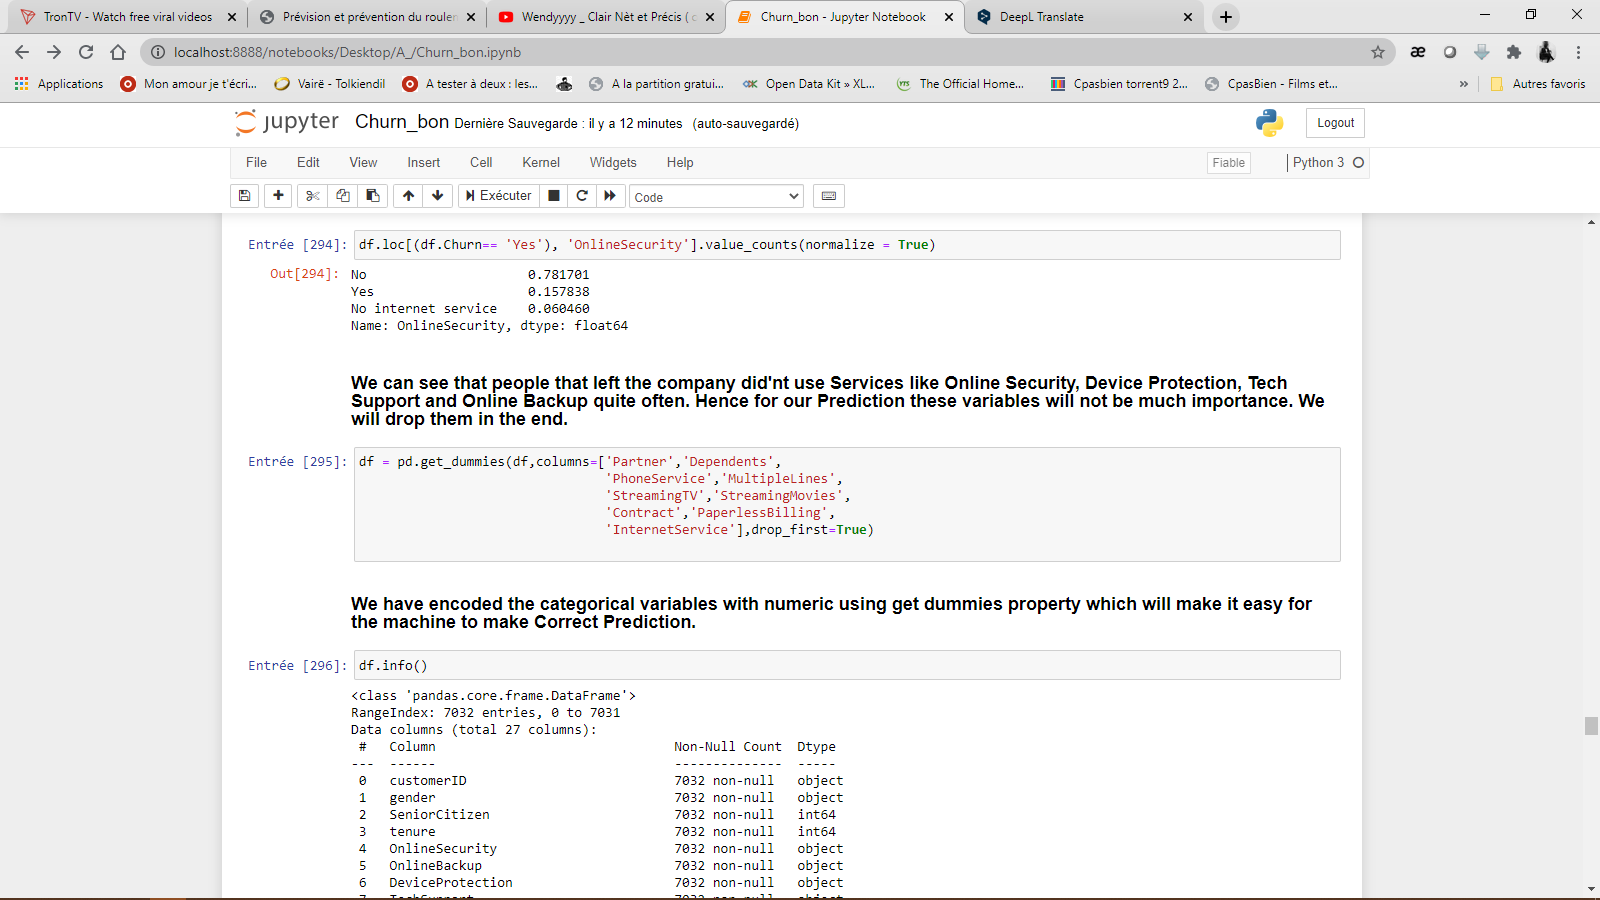 TronTV - Watch free viral videos
Prévision et prévention du roulen
Wendyyyy _ Clair Nèt et Précis ( c
Churn_bon - Jupyter Notebook
DeepL Translate
localhost:8888/notebooks/Desktop/A_/Churn_bon.ipynb
Applications
Mon amour je t'écri...
Vairë - Tolkiendil
A tester à deux : les...
A la partition gratui...
Open Data Kit » XL...
The Official Home...
Cpasbien torrent9 2...
CpasBien - Films et...
»
Autres favoris
jupyter Churn_bon Dernière Sauvegarde : il y a 12 minutes (auto-sauvegardé)
Logout
File Edit View Insert Cell Kernel Widgets Help
Fiable
Python 3
Exécuter
Code
Entrée [294]: df.loc[(df.Churn== 'Yes'), 'OnlineSecurity'].value_counts(normalize = True)
Out[294]: No 0.781701
Yes 0.157838
No internet service 0.060460
Name: OnlineSecurity, dtype: float64
We can see that people that left the company did'nt use Services like Online Security, Device Protection, Tech
Support and Online Backup quite often. Hence for our Prediction these variables will not be much importance. We
will drop them in the end.
Entrée [295]: df = pd.get_dummies(df,columns=['Partner','Dependents',
'PhoneService','MultipleLines',
'StreamingTV','StreamingMovies',
'Contract','PaperlessBilling',
'InternetService'],drop_first=True)
We have encoded the categorical variables with numeric using get dummies property which will make it easy for
the machine to make Correct Prediction.
Entrée [296]: df.info()
<class 'pandas.core.frame.DataFrame'>
RangeIndex: 7032 entries, 0 to 7031
Data columns (total 27 columns):
# Column Non-Null Count Dtype
--- ------ -------------- -----
0 customerID 7032 non-null object
1 gender 7032 non-null object
2 SeniorCitizen 7032 non-null int64
3 tenure 7032 non-null int64
4 OnlineSecurity 7032 non-null object
5 OnlineBackup 7032 non-null object
6 DeviceProtection 7032 non-null object